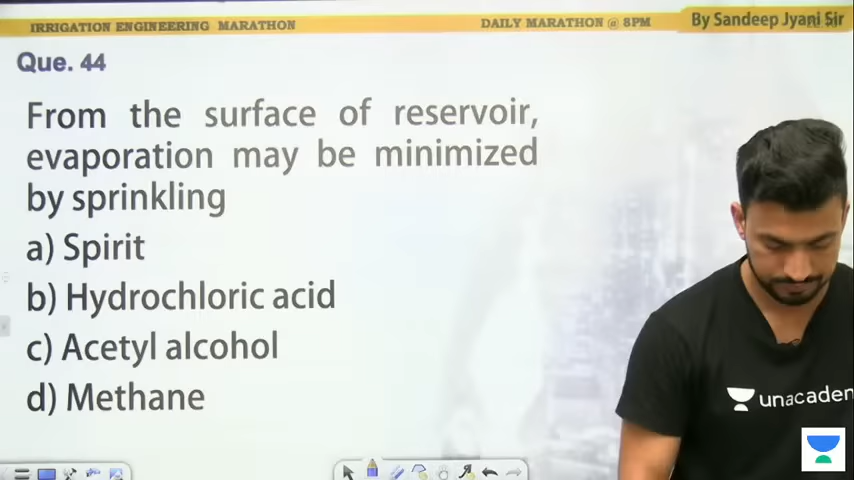 IRRIGATION ENGINEERING MARATHON
DAILY MARATHON @ 8PM
By Sandeep Jyani Sir
Que. 44
From the surface of reservoir,
evaporation may be minimized
by sprinkling
a) Spirit
b) Hydrochloric acid
c) Acetyl alcohol
d) Methane
unacadem